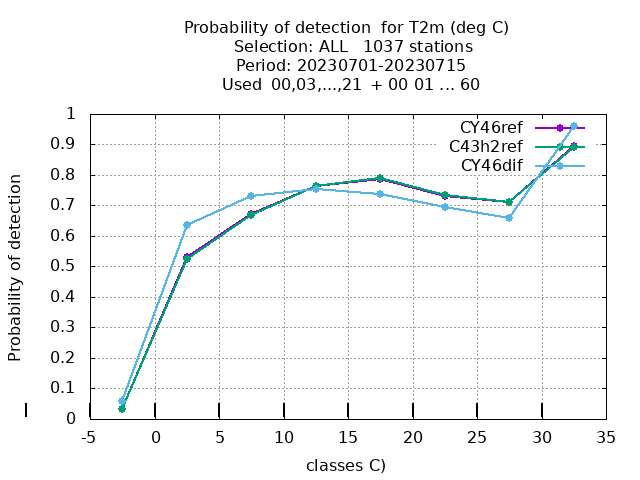 Probability of detection  for T2m (deg C)
Selection: ALL   1037 stations
Period: 20230701-20230715
Used  00,03,...,21  + 00 01 ... 60
1
0.9
0.8
0.7
0.6
0.5
0.4
0.3
0.2
0.1
0
Probability of detection
CY46ref
C43h2ref
CY46dif
-5 0 5 10 15 20 25 30 35
classes C)